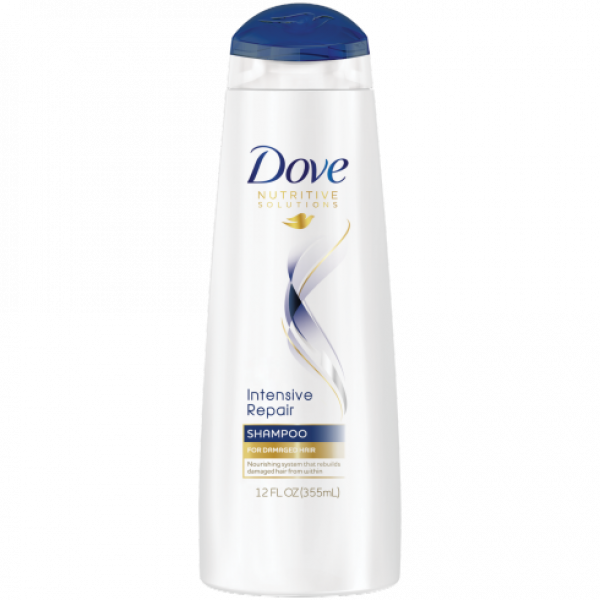 Dove
NUTRITIVE
SOLUTIONS
Intensive
Repair
SHAMPOO
FOR DAMAGED HAIR
Nourishing system that rebuilds
damaged hair from within
12 FL OZ (355mL)